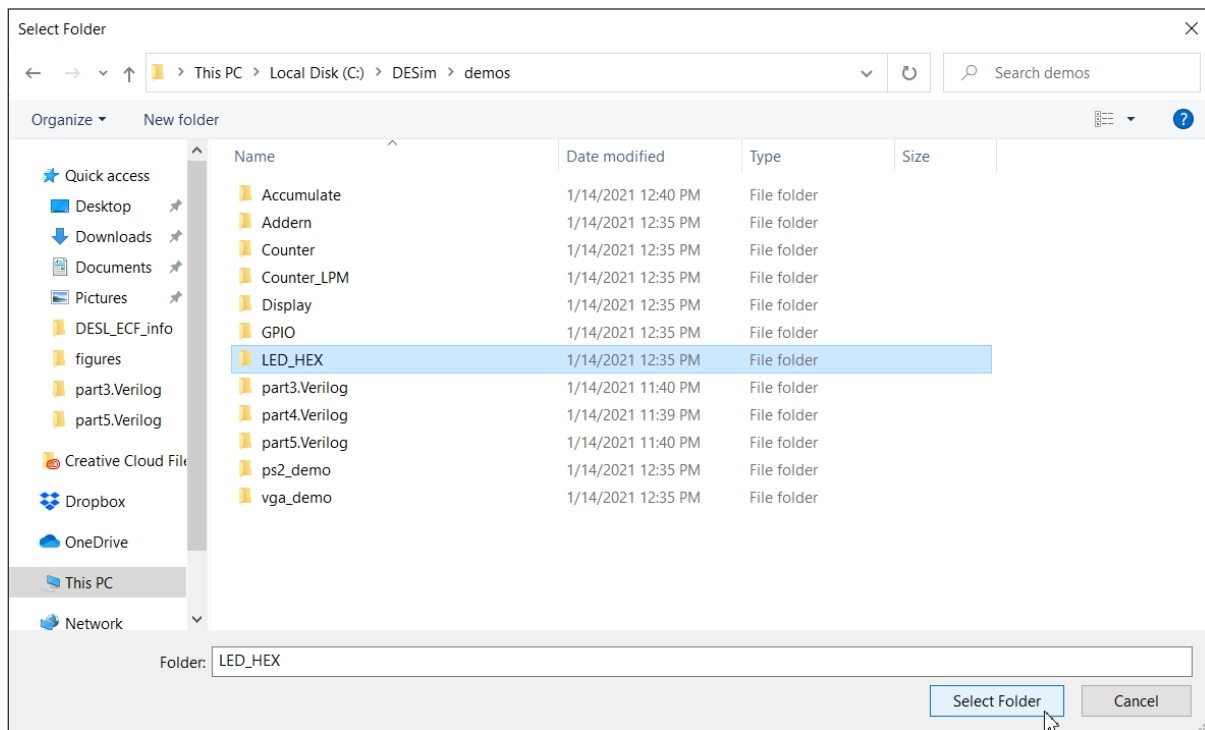 Select Folder
This PC > Local Disk (C:) > DESim > demos
Search demos
Organize
New folder
?
Name Date modified Type Size
Quick access
Desktop
Downloads
Documents
Pictures
DESL_ECF_info
figures
part3.Verilog
part5.Verilog
Creative Cloud File
Dropbox
OneDrive
This PC
Network
Accumulate 1/14/2021 12:40 PM File folder
Addern 1/14/2021 12:35 PM File folder
Counter 1/14/2021 12:35 PM File folder
Counter_LPM 1/14/2021 12:35 PM File folder
Display 1/14/2021 12:35 PM File folder
GPIO 1/14/2021 12:35 PM File folder
LED_HEX 1/14/2021 12:35 PM File folder
part3.Verilog 1/14/2021 11:40 PM File folder
part4.Verilog 1/14/2021 11:39 PM File folder
part5.Verilog 1/14/2021 11:40 PM File folder
ps2_demo 1/14/2021 12:35 PM File folder
vga_demo 1/14/2021 12:35 PM File folder
Folder: LED_HEX
Select Folder
Cancel